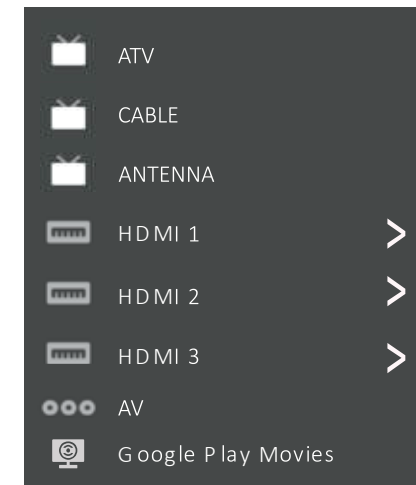 ATV
CABLE
ANTENNA
HDMI 1
HDMI 2
HDMI 3
AV
Google Play Movies